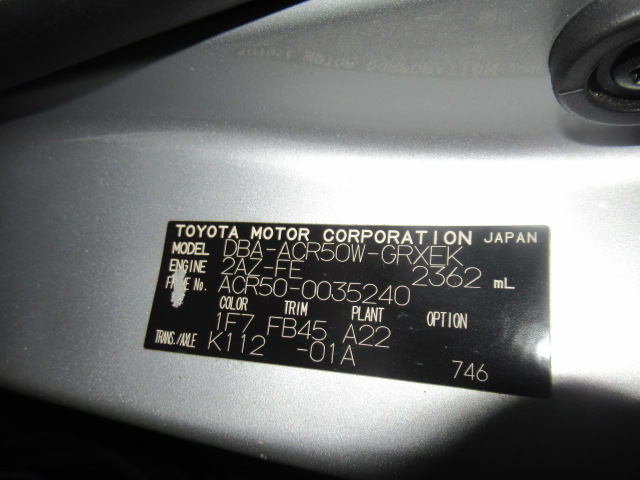 TOYOTA MOTOR CORPORATION JAPAN
MODEL DBA-ACR50W-GRXEK
ENGINE 2AZ-FE 2362 mL
FRAME No. ACR50-0035240
COLOR TRIM PLANT OPTION
1F7 FB45 A22
TRANS./AXLE K112 -01A
746